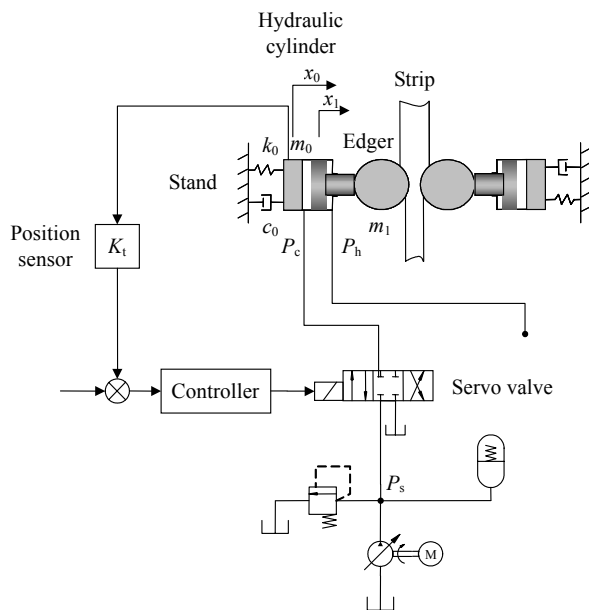 Hydraulic
cylinder
x0
x1
Strip
k0
m0
Edger
Stand
c0
m1
Position
sensor
Kt
Pc
Ph
Controller
Servo valve
Ps
M